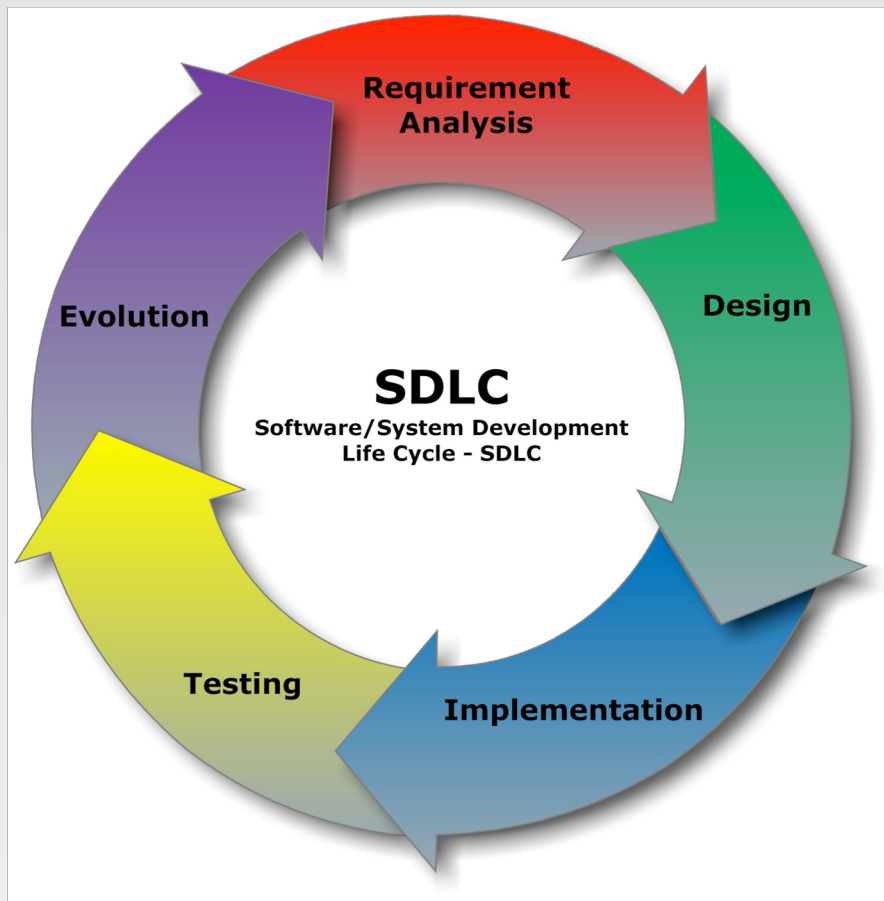 Requirement
Analysis
Design
Implementation
Testing
Evolution
SDLC
Software/System Development
Life Cycle - SDLC